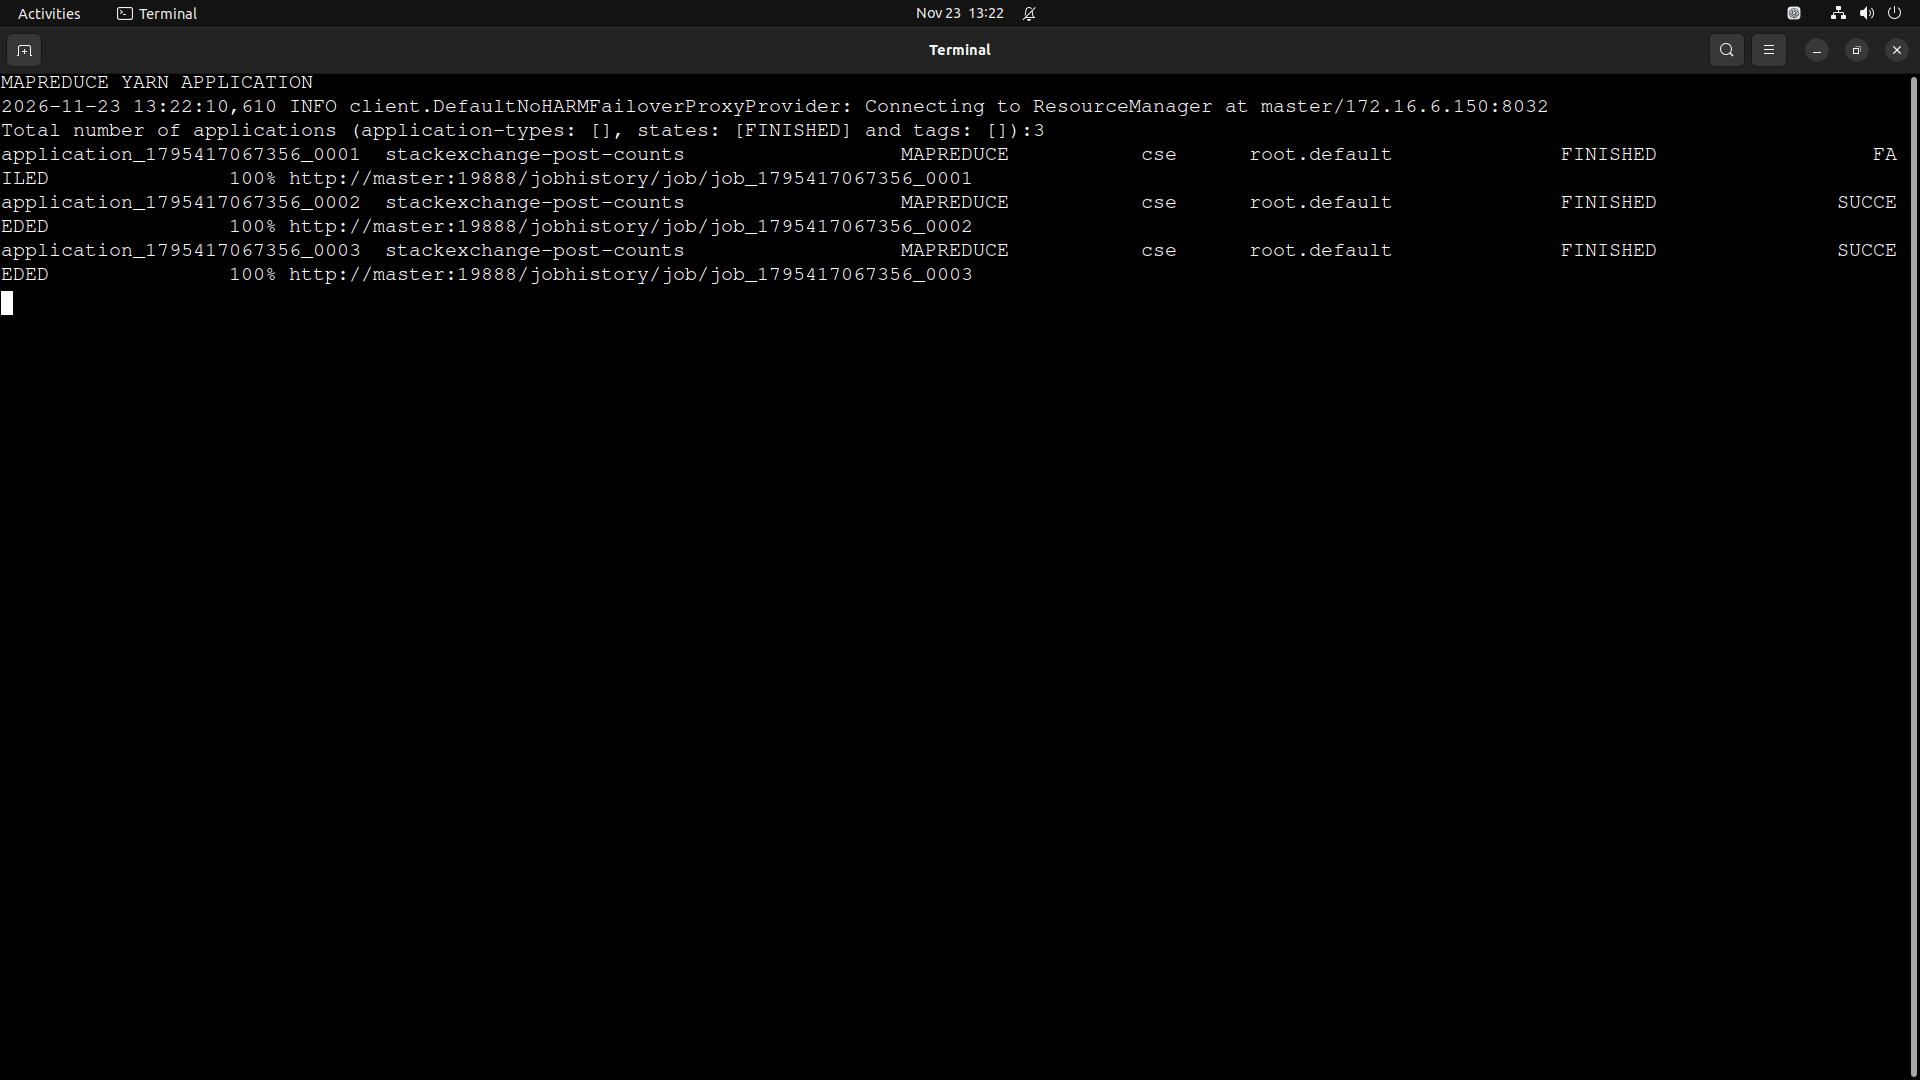 Activities
Terminal
Nov 23 13:22
Terminal
MAPREDUCE YARN APPLICATION
2026-11-23 13:22:10,610 INFO client.DefaultNoHARMFailoverProxyProvider: Connecting to ResourceManager at master/172.16.6.150:8032
Total number of applications (application-types: [], states: [FINISHED] and tags: []):3
application_1795417067356_0001  stackexchange-post-counts                  MAPREDUCE           cse      root.default              FINISHED                  FA
ILED               100% http://master:19888/jobhistory/job/job_1795417067356_0001
application_1795417067356_0002  stackexchange-post-counts                  MAPREDUCE           cse      root.default              FINISHED               SUCCE
EDED               100% http://master:19888/jobhistory/job/job_1795417067356_0002
application_1795417067356_0003  stackexchange-post-counts                  MAPREDUCE           cse      root.default              FINISHED               SUCCE
EDED               100% http://master:19888/jobhistory/job/job_1795417067356_0003